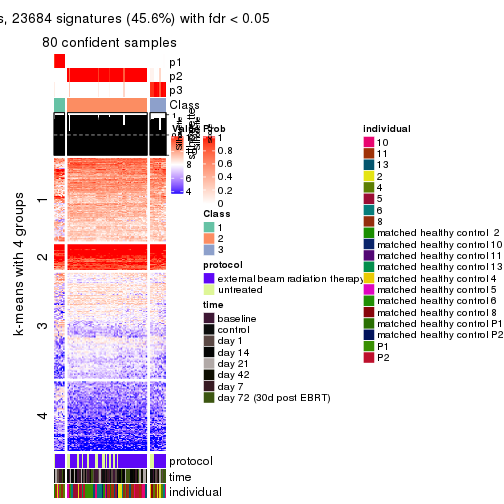 s, 23684 signatures (45.6%) with fdr < 0.05
80 confident samples
p1
p2
p3
Class
1
2
3
4
k-means with 4 groups
protocol
time
individual
Silhouette
Value
8
6
4
Prob
1
0.8
0.6
0.4
0.2
0
Class
1
2
3
protocol
external beam radiation therapy
untreated
time
baseline
control
day 1
day 14
day 21
day 42
day 7
day 72 (30d post EBRT)
individual
10
11
13
2
4
5
6
8
matched healthy control 2
matched healthy control 10
matched healthy control 11
matched healthy control 13
matched healthy control 4
matched healthy control 5
matched healthy control 6
matched healthy control 8
matched healthy control P1
matched healthy control P2
P1
P2